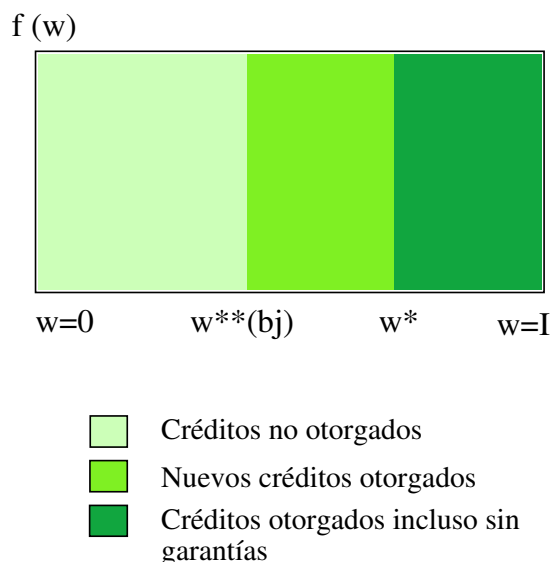 f (w)
w=0 w**(bj) w* w=I
Créditos no otorgados
Nuevos créditos otorgados
Créditos otorgados incluso sin
garantías